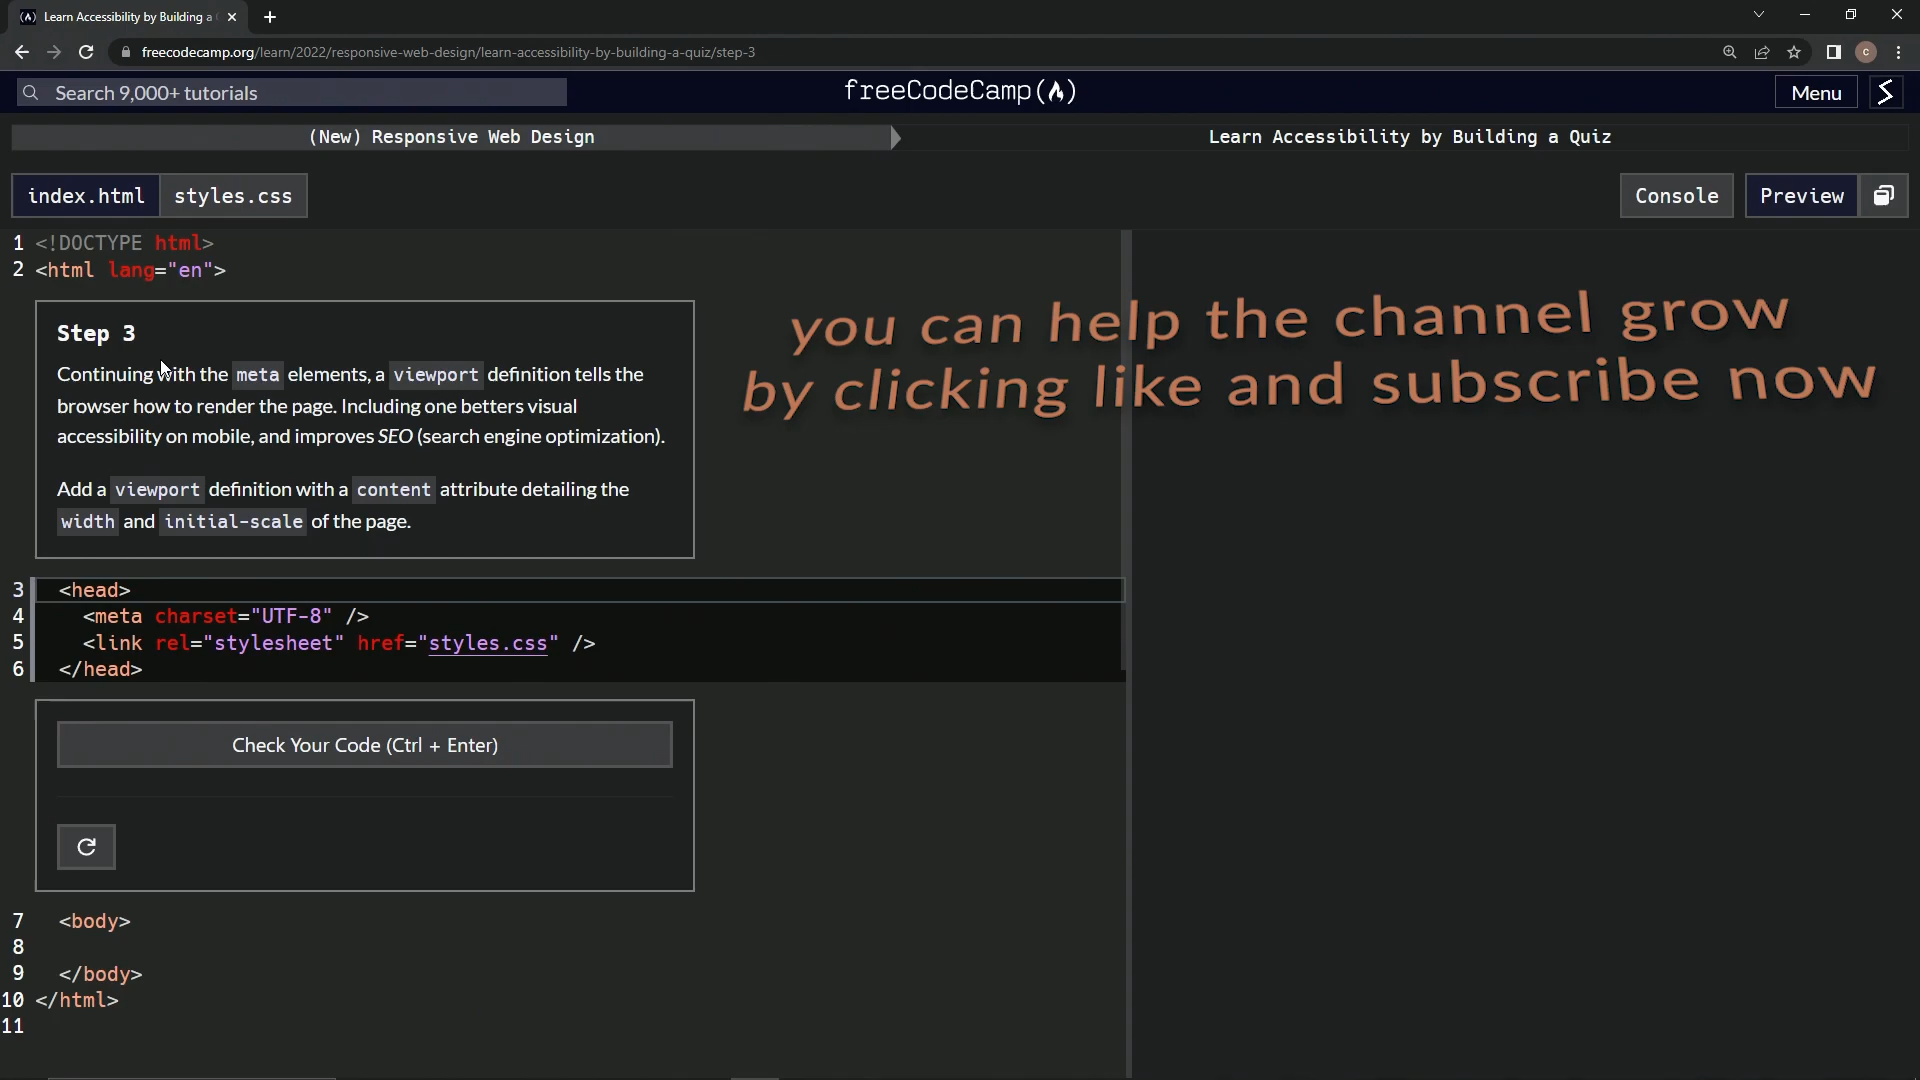 Learn Accessibility by Building a
freecodecamp.org/learn/2022/responsive-web-design/learn-accessibility-by-building-a-quiz/step-3
c
Search 9,000+ tutorials
freeCodeCamp
Menu
(New) Responsive Web Design
Learn Accessibility by Building a Quiz
index.html
styles.css
Console
Preview
1 <!DOCTYPE html>
2 <html lang="en">
you can help the channel grow
by clicking like and subscribe now
Step 3
Continuing with the meta elements, a viewport definition tells the
browser how to render the page. Including one betters visual
accessibility on mobile, and improves SEO (search engine optimization).
Add a viewport definition with a content attribute detailing the
width and initial-scale of the page.
3 <head>
4 <meta charset="UTF-8" />
5 <link rel="stylesheet" href="styles.css" />
6 </head>
Check Your Code (Ctrl + Enter)
7 <body>
8
9 </body>
10 </html>
11